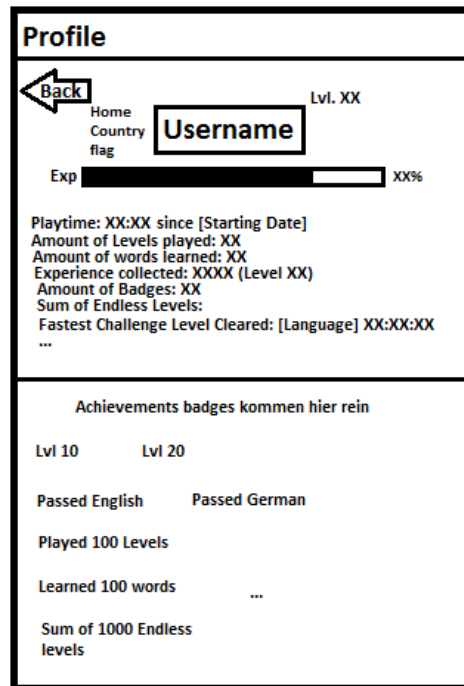 Profile
Back
Lvl. XX
Home
Country
flag
Username
Exp
XX%
Playtime: XX:XX since [Starting Date]
Amount of Levels played: XX
Amount of words learned: XX
Experience collected: XXXX (Level XX)
Amount of Badges: XX
Sum of Endless Levels:
Fastest Challenge Level Cleared: [Language] XX:XX:XX
...
Achievements badges kommen hier rein
Lvl 10 Lvl 20
Passed English Passed German
Played 100 Levels
Learned 100 words ...
Sum of 1000 Endless
levels